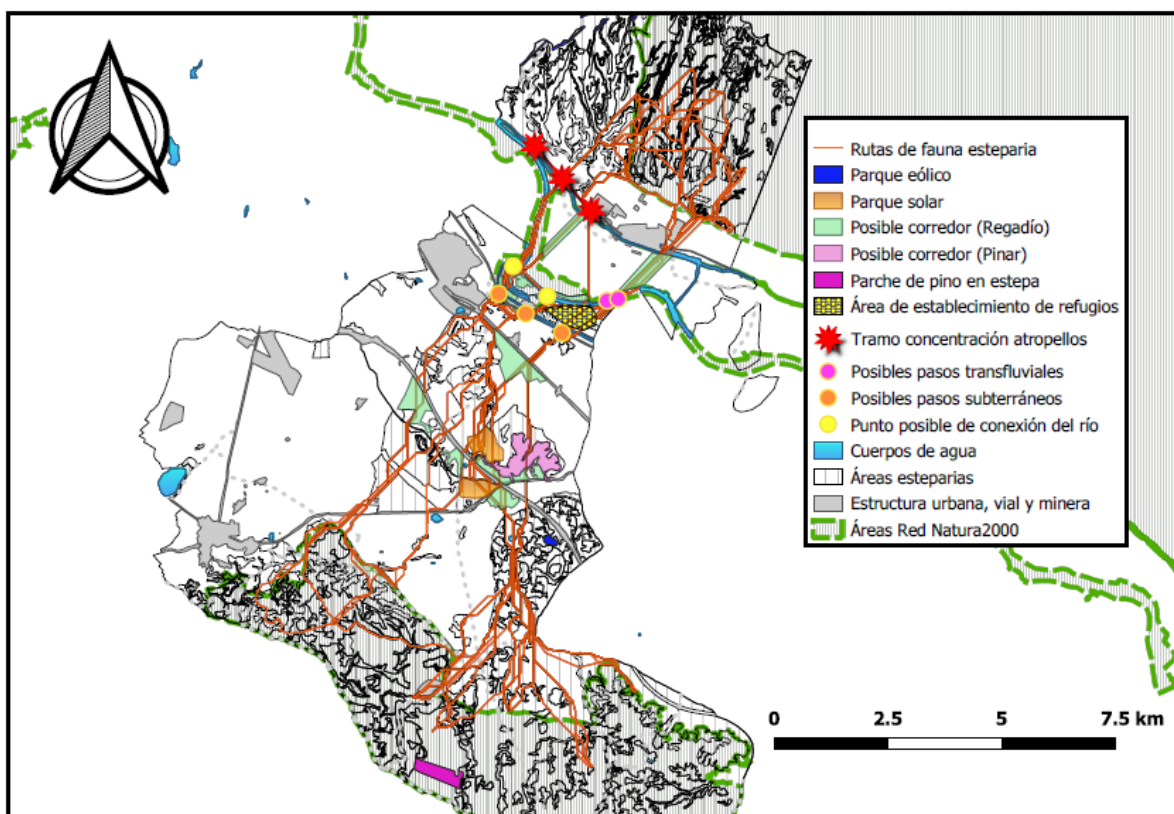 Rutas de fauna esteparia
Parque eólico
Parque solar
Posible corredor (Regadío)
Posible corredor (Pinar)
Parche de pino en estepa
Área de establecimiento de refugios
Tramo concentración atropellos
Posibles pasos transfluviales
Posibles pasos subterráneos
Punto posible de conexión del río
Cuerpos de agua
Áreas esteparias
Estructura urbana, vial y minera
Áreas Red Natura2000
0 2.5 5 7.5 km